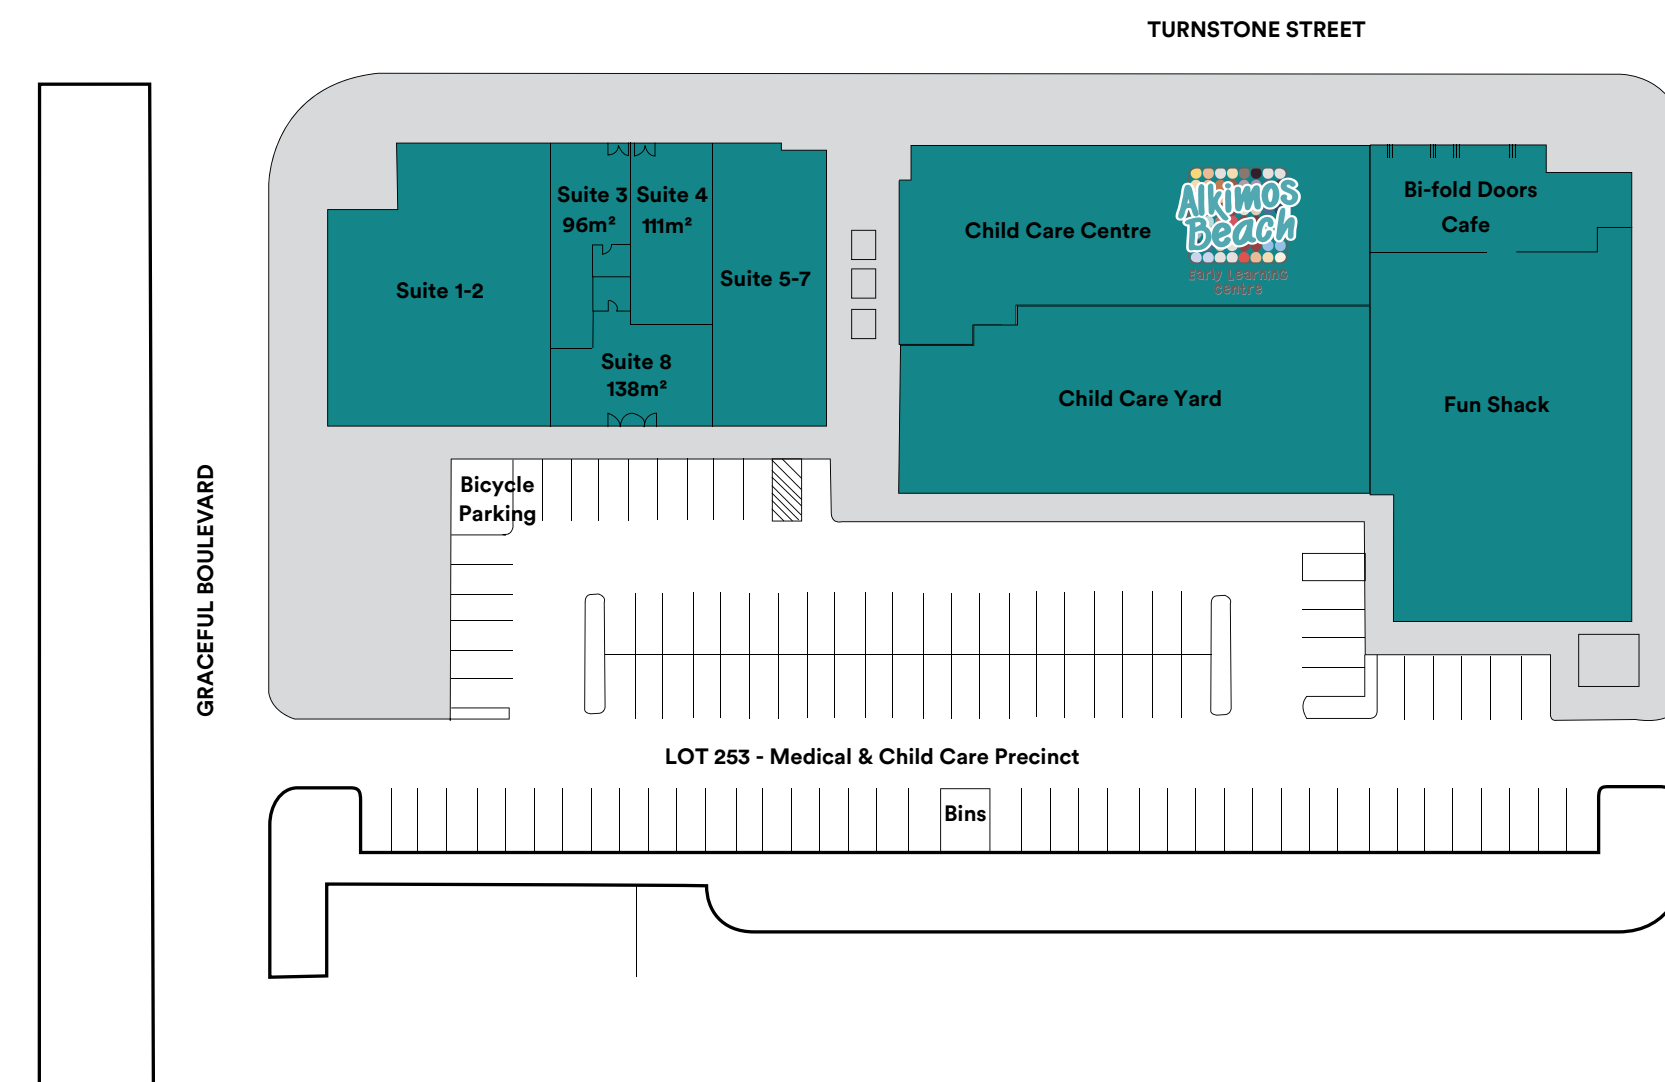 TURNSTONE STREET
Suite 3
96m²
Suite 4
111m²
Suite 1-2
Suite 5-7
Suite 8
138m²
Child Care Centre
Alkimos
Beach
Early Learning
Centre
Bi-fold Doors
Cafe
Child Care Yard
Fun Shack
Bicycle
Parking
GRACEFUL BOULEVARD
LOT 253 - Medical & Child Care Precinct
Bins